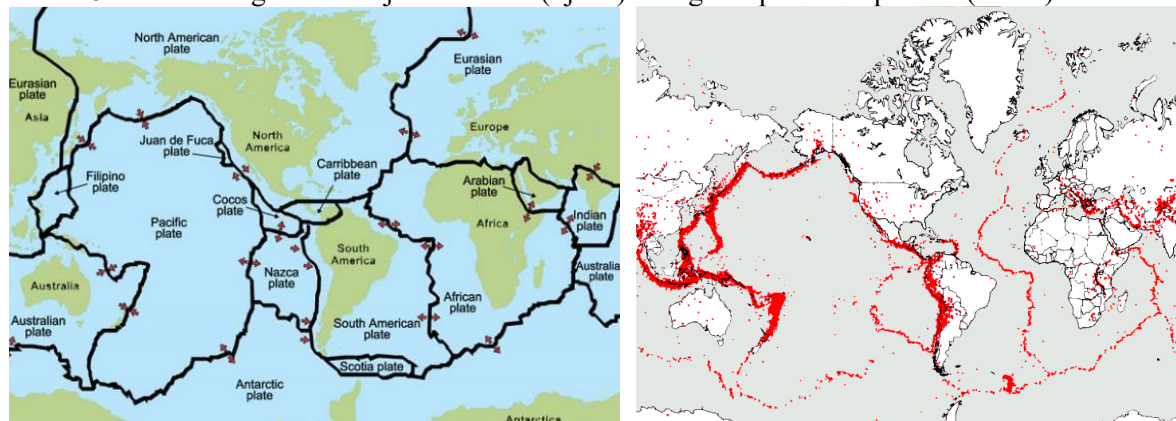 North American
plate
Eurasian
plate
Eurasian
plate
Asia
Europe
Juan de Fuca
plate
North
America
Carribbean
plate
Arabian
plate
Filipino
plate
Cocos
plate
Africa
Indian
plate
Pacific
plate
South
America
Nazca
plate
Australia
Australia
plate
African
plate
Australian
plate
South American
plate
Scotia plate
Antarctic
plate
Antarctica